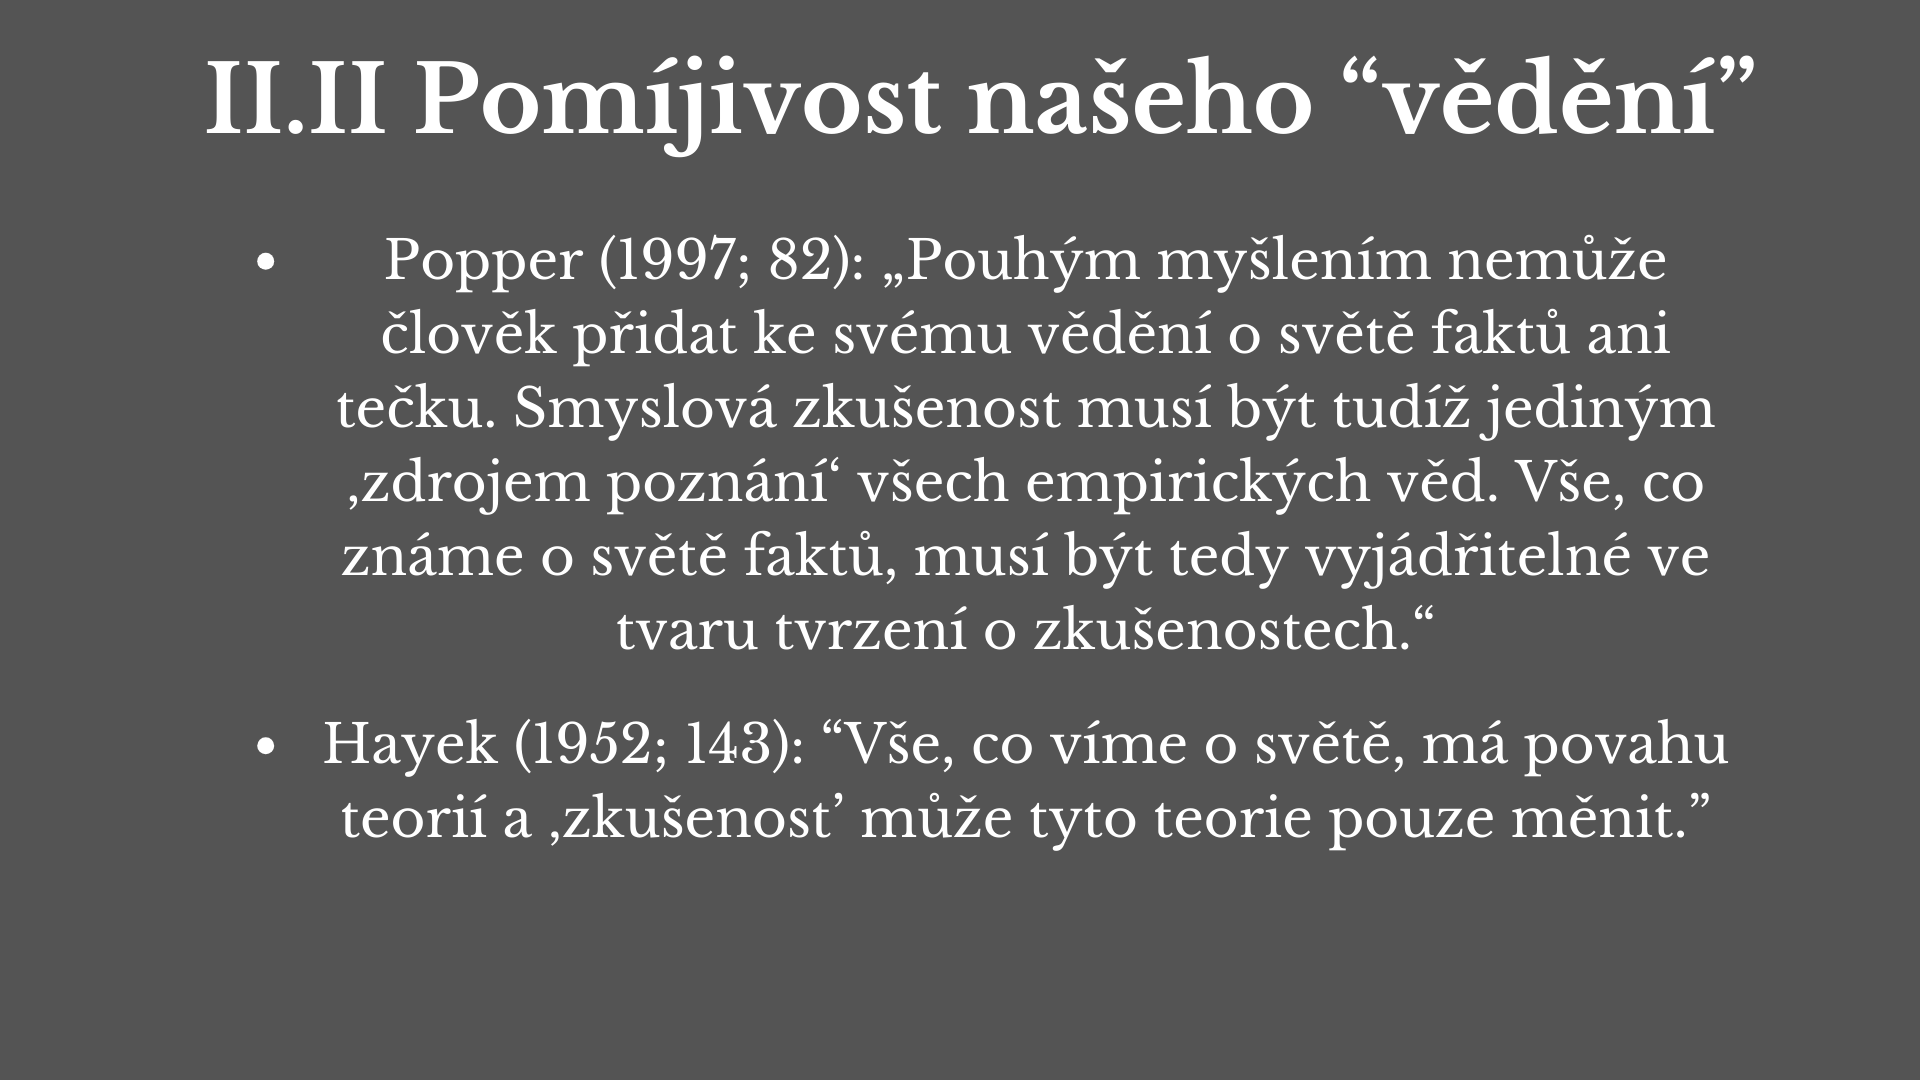 II.II Pomíjivost našeho “vědění”
• Popper (1997; 82): „Pouhým myšlením nemůže
člověk přidat ke svému vědění o světě faktů ani
tečku. Smyslová zkušenost musí být tudíž jediným
‚zdrojem poznání‘ všech empirických věd. Vše, co
známe o světě faktů, musí být tedy vyjádřitelné ve
tvaru tvrzení o zkušenostech.“
• Hayek (1952; 143): “Vše, co víme o světě, má povahu
teorií a ‚zkušenost’ může tyto teorie pouze měnit.”